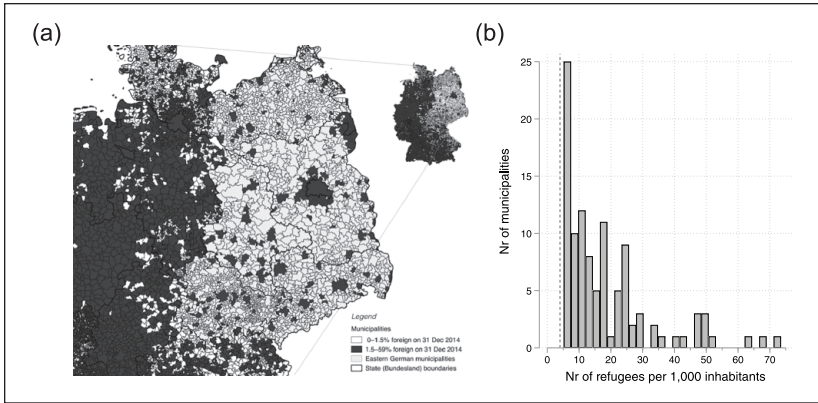 (a)
Legend
Municipalities
0–1.5% foreign on 31 Dec 2014
1.5–59% foreign on 31 Dec 2014
Eastern German municipalities
State (Bundesland) boundaries
(b)
Nr of municipalities
25
20
15
10
5
0
0 10 20 30 40 50 60 70
Nr of refugees per 1,000 inhabitants